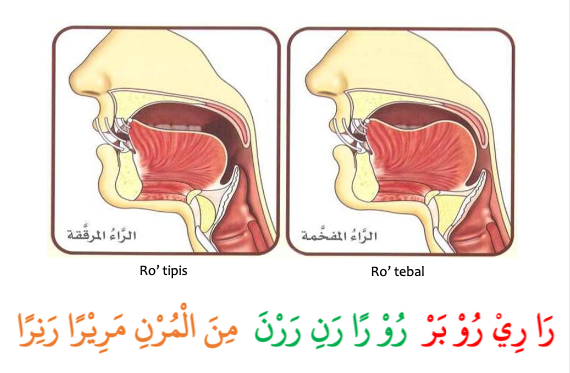 الرَّاءُ المرقَّقة
الرَّاءُ المفخَّمة
Ro’ tipis
Ro’ tebal
رَا رِيْ رُوْ بَرْ رُوْ رًا رَنِ رَرْنَ مِنَ الْمُرْنِ مَرِيْرًا رَنِرًا